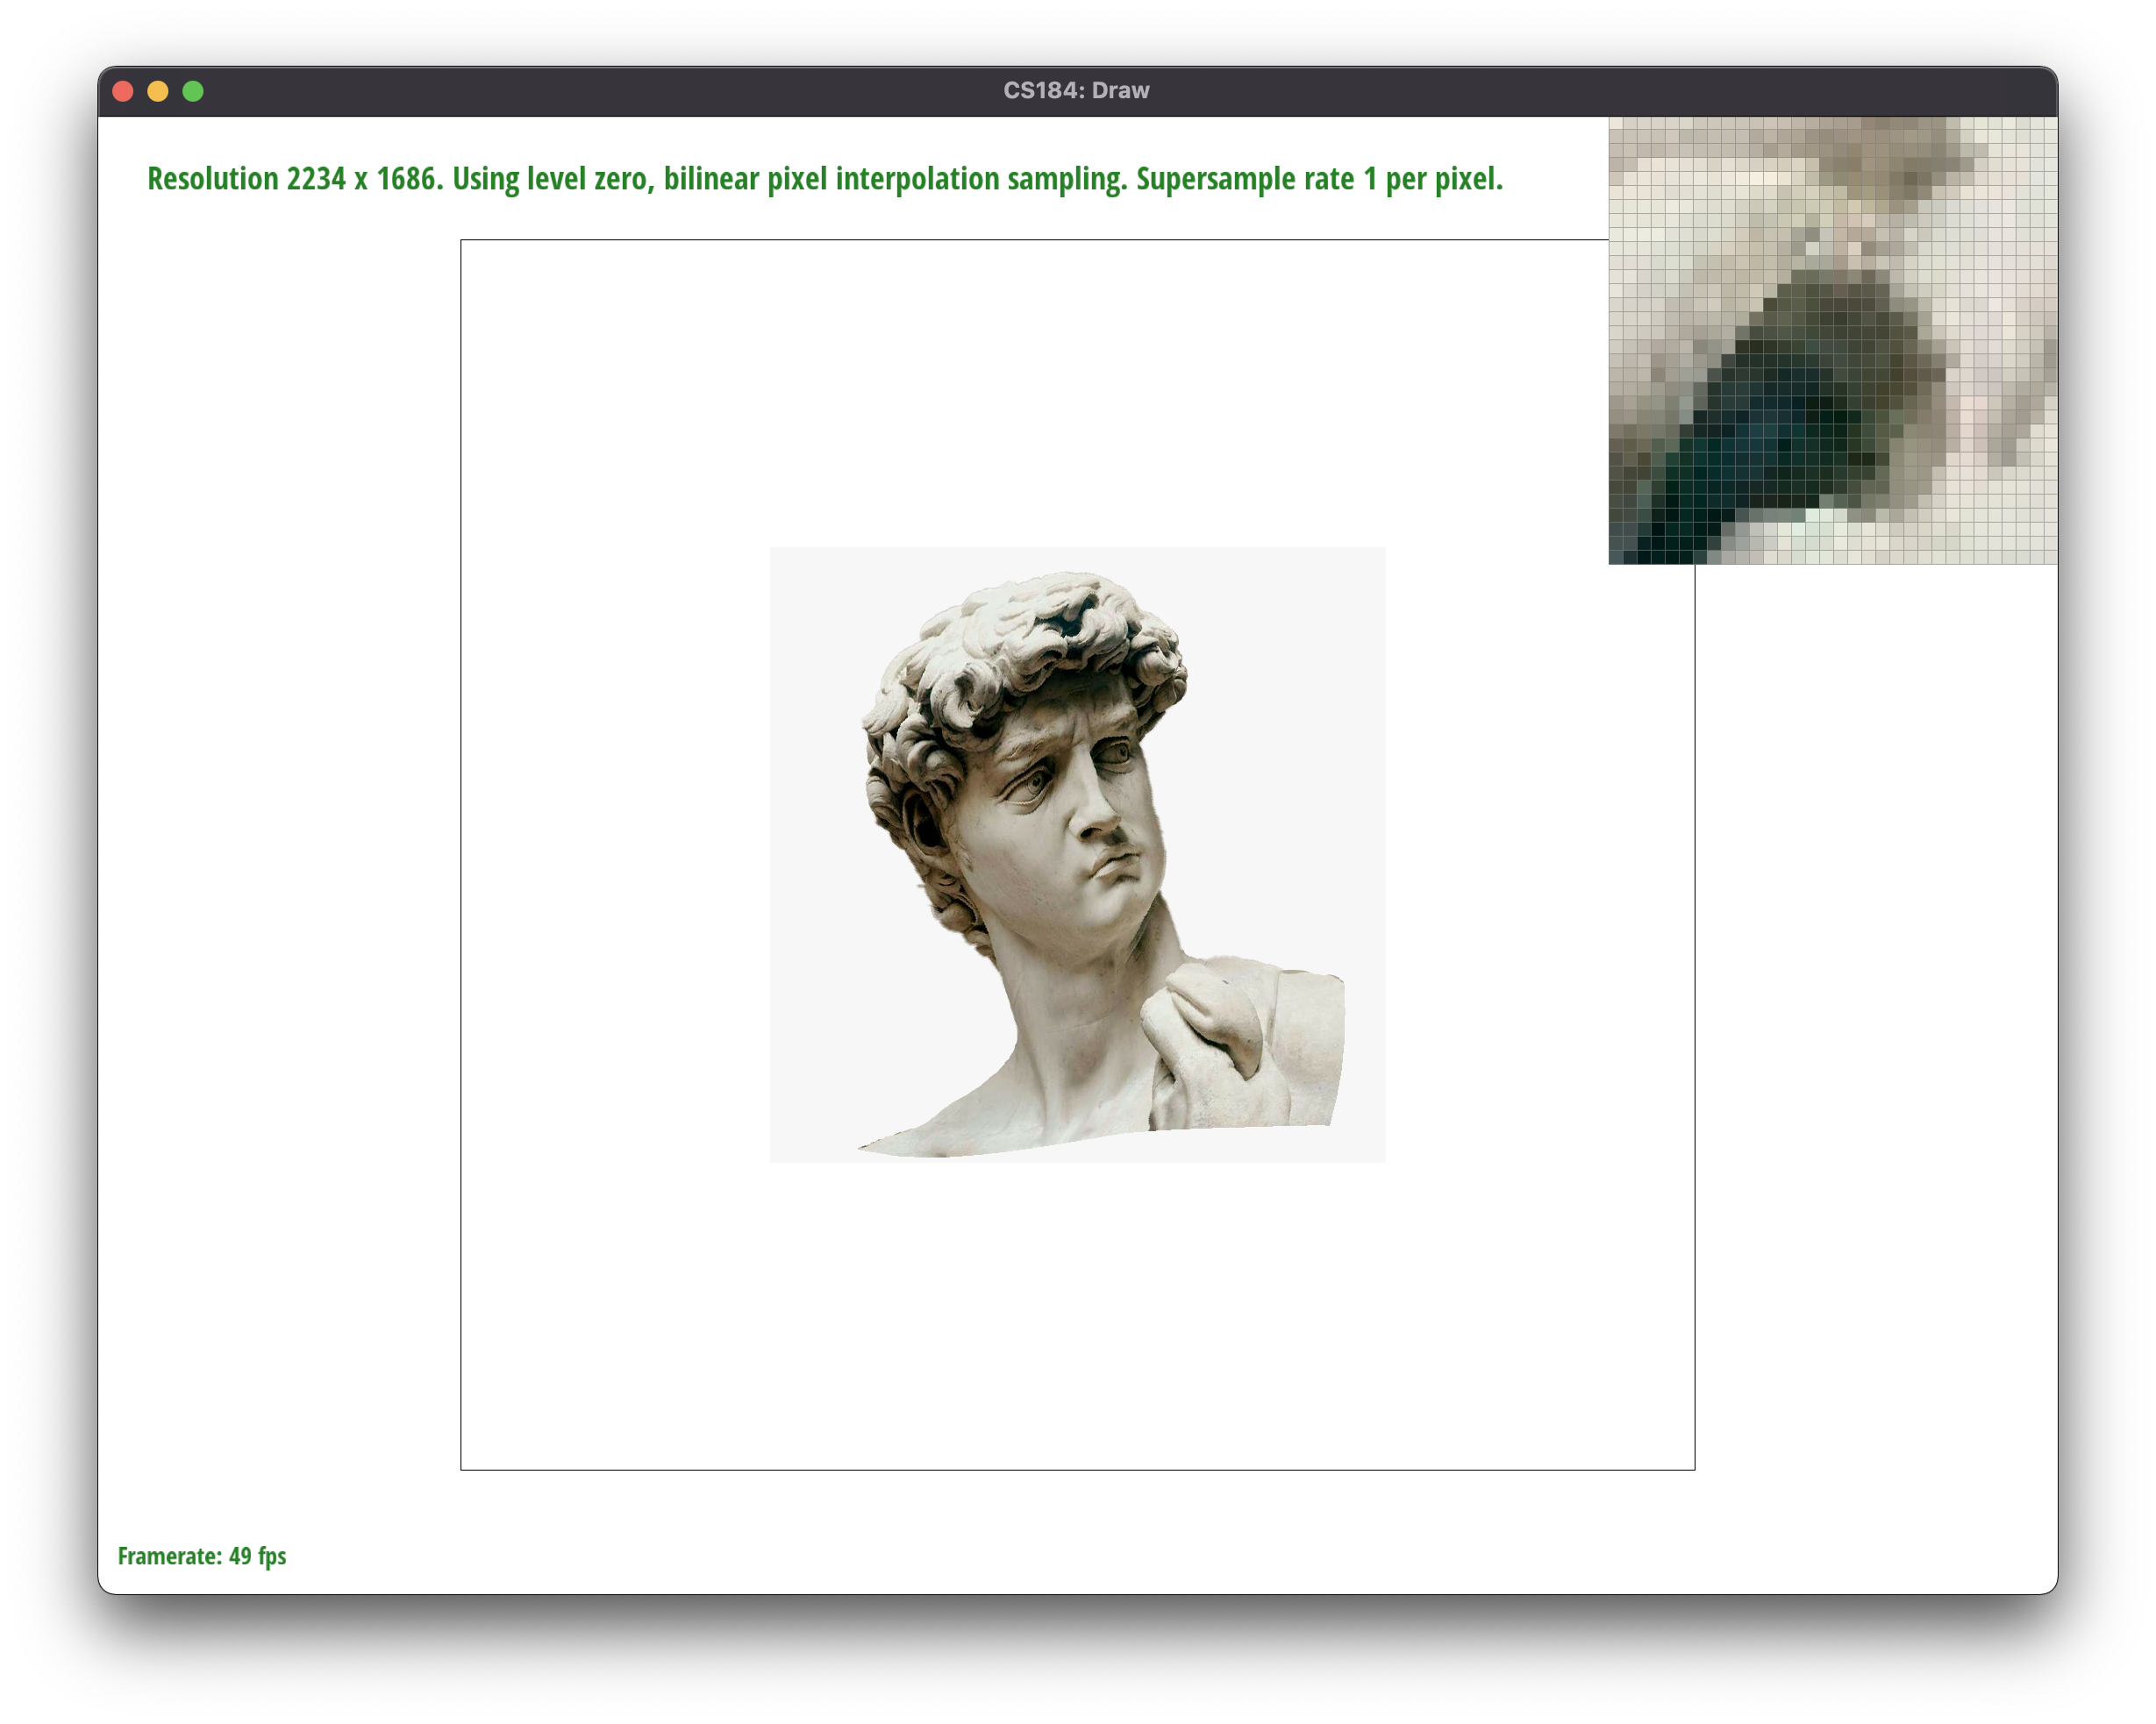 CS184: Draw
Resolution 2234 x 1686. Using level zero, bilinear pixel interpolation sampling. Supersample rate 1 per pixel.
Framerate: 49 fps